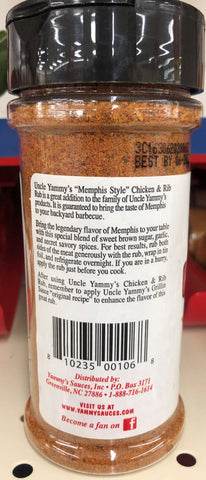 3C163062020
BEST BY
Uncle Yammy's "Memphis Style" Chicken & Rib
Rub is a great addition to the family of Uncle Yammy's
products. It is guaranteed to bring the taste of Memphis
to your backyard barbecue.
Bring the legendary flavor of Memphis to your table
with this special blend of sweet brown sugar, garlic,
and secret savory spices. For best results, rub both
sides of the meat generously with the rub, wrap in tin
foil, and refrigerate overnight. If you are in a hurry,
apply the rub just before you cook.
After using Uncle Yammy's Chicken & Rib
Rub, remember to apply Uncle Yammy's Grillin
Sauce "original recipe" to enhance the flavor of this
great rub.
8 10235 00106 8
Distributed by:
Yammy's Sauces, Inc • P.O. Box 3171
Greenville, NC 27836 • 1-888-716-1614
VISIT US AT
WWW.YAMMYSAUCES.COM
Become a fan on f